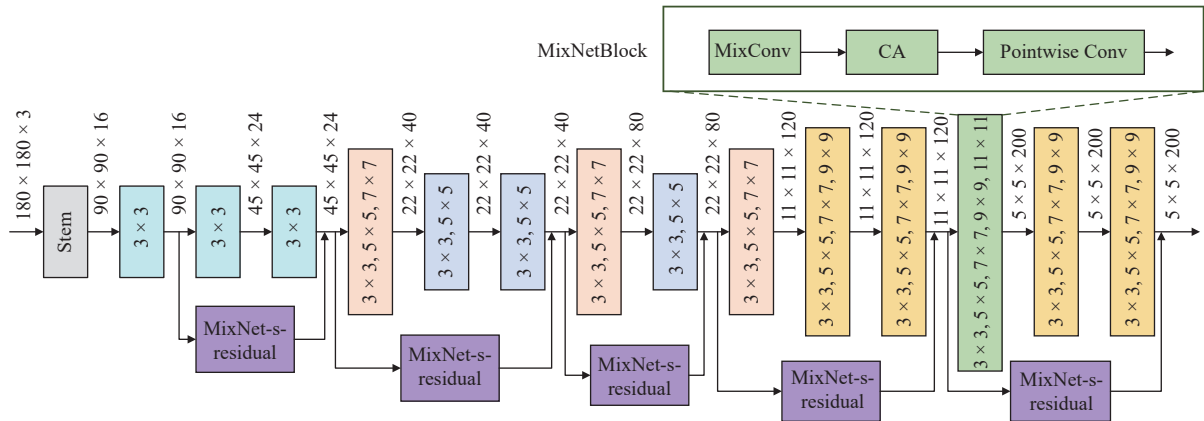 MixNetBlock
MixConv
CA
Pointwise Conv
180 × 180 × 3
Stem
90 × 90 × 16
3 × 3
90 × 90 × 16
3 × 3
45 × 45 × 24
3 × 3
45 × 45 × 24
3 × 3, 5 × 5, 7 × 7
22 × 22 × 40
3 × 3, 5 × 5
22 × 22 × 40
3 × 3, 5 × 5
22 × 22 × 40
3 × 3, 5 × 5, 7 × 7
22 × 22 × 80
3 × 3, 5 × 5
22 × 22 × 80
3 × 3, 5 × 5, 7 × 7
11 × 11 × 120
3 × 3, 5 × 5, 7 × 7, 9 × 9
11 × 11 × 120
3 × 3, 5 × 5, 7 × 7, 9 × 9
11 × 11 × 120
3 × 3, 5 × 5, 7 × 7, 9 × 9, 11 × 11
5 × 5 × 200
3 × 3, 5 × 5, 7 × 7, 9 × 9
5 × 5 × 200
3 × 3, 5 × 5, 7 × 7, 9 × 9
5 × 5 × 200
MixNet-s-
residual
MixNet-s-
residual
MixNet-s-
residual
MixNet-s-
residual
MixNet-s-
residual